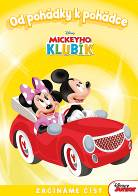 Od pohádky k pohádce
Disney
MICKEYHO
KLUBÍK
ZAČÍNÁME ČÍST
Disney
Junior